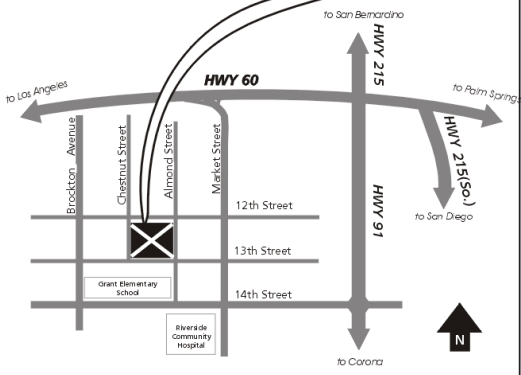 to San Bernardino
HWY 215
HWY 60
to Los Angeles
to Palm Springs
HWY 215(So.)
to San Diego
Brockton Avenue
Chestnut Street
Almond Street
Market Street
12th Street
HWY 91
13th Street
Grant Elementary
School
14th Street
Riverside
Community
Hospital
N
to Corona